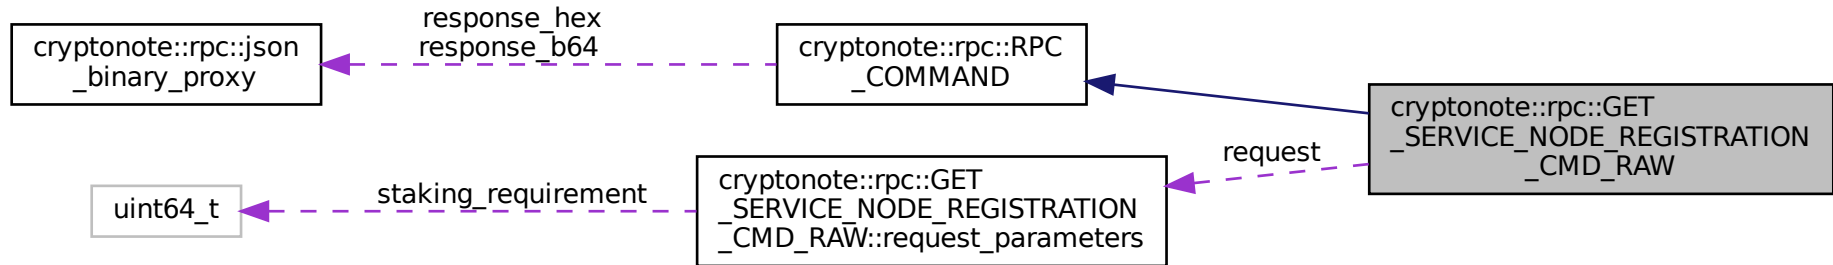 cryptonote::rpc::json
_binary_proxy
response_hex
response_b64
cryptonote::rpc::RPC
_COMMAND
cryptonote::rpc::GET
_SERVICE_NODE_REGISTRATION
_CMD_RAW
request
uint64_t
staking_requirement
cryptonote::rpc::GET
_SERVICE_NODE_REGISTRATION
_CMD_RAW::request_parameters